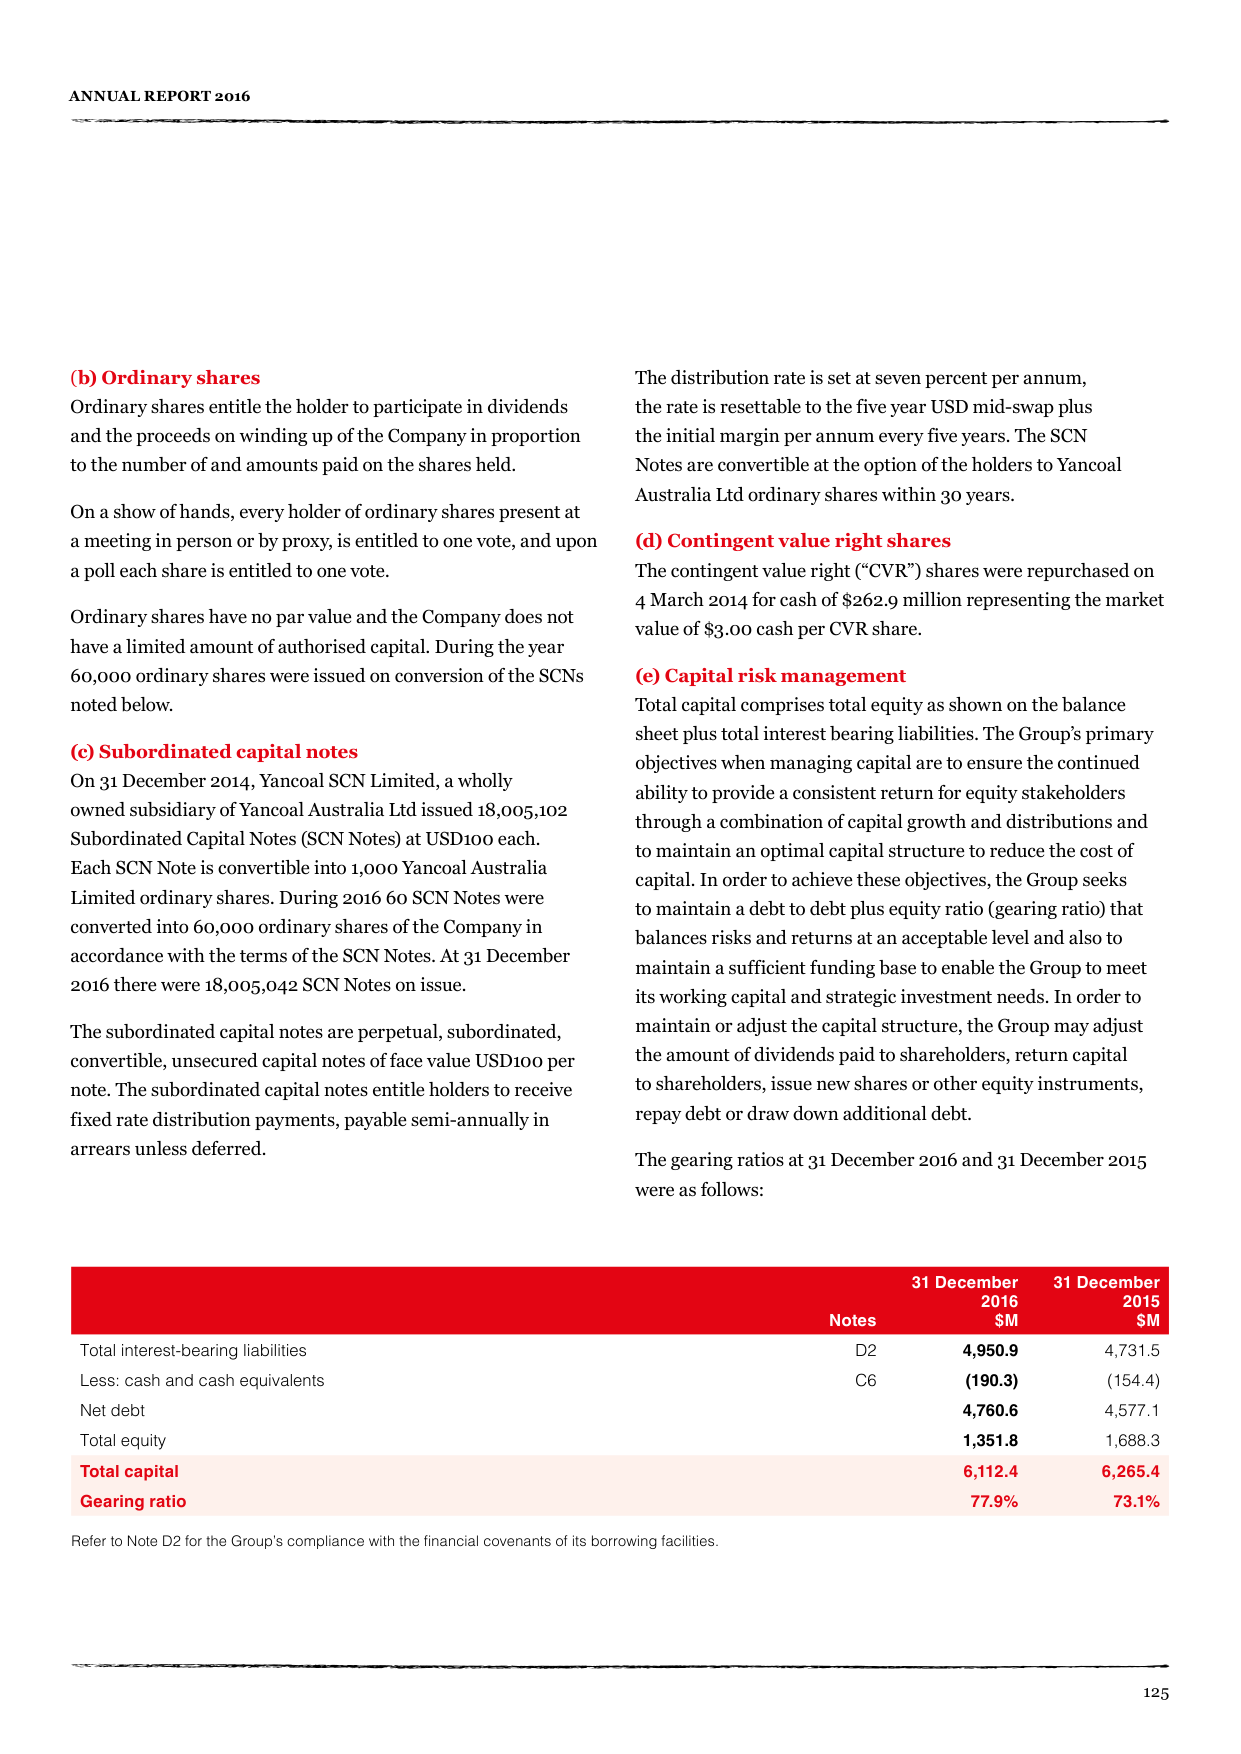 ANNUAL REPORT 2016
(b) Ordinary shares
Ordinary shares entitle the holder to participate in dividends
and the proceeds on winding up of the Company in proportion
to the number of and amounts paid on the shares held.
On a show of hands, every holder of ordinary shares present at
a meeting in person or by proxy, is entitled to one vote, and upon
a poll each share is entitled to one vote.
Ordinary shares have no par value and the Company does not
have a limited amount of authorised capital. During the year
60,000 ordinary shares were issued on conversion of the SCNs
noted below.
(c) Subordinated capital notes
On 31 December 2014, Yancoal SCN Limited, a wholly
owned subsidiary of Yancoal Australia Ltd issued 18,005,102
Subordinated Capital Notes (SCN Notes) at USD100 each.
Each SCN Note is convertible into 1,000 Yancoal Australia
Limited ordinary shares. During 2016 60 SCN Notes were
converted into 60,000 ordinary shares of the Company in
accordance with the terms of the SCN Notes. At 31 December
2016 there were 18,005,042 SCN Notes on issue.
The subordinated capital notes are perpetual, subordinated,
convertible, unsecured capital notes of face value USD100 per
note. The subordinated capital notes entitle holders to receive
fixed rate distribution payments, payable semi-annually in
arrears unless deferred.
The distribution rate is set at seven percent per annum,
the rate is resettable to the five year USD mid-swap plus
the initial margin per annum every five years. The SCN
Notes are convertible at the option of the holders to Yancoal
Australia Ltd ordinary shares within 30 years.
(d) Contingent value right shares
The contingent value right (“CVR”) shares were repurchased on
4 March 2014 for cash of $262.9 million representing the market
value of $3.00 cash per CVR share.
(e) Capital risk management
Total capital comprises total equity as shown on the balance
sheet plus total interest bearing liabilities. The Group’s primary
objectives when managing capital are to ensure the continued
ability to provide a consistent return for equity stakeholders
through a combination of capital growth and distributions and
to maintain an optimal capital structure to reduce the cost of
capital. In order to achieve these objectives, the Group seeks
to maintain a debt to debt plus equity ratio (gearing ratio) that
balances risks and returns at an acceptable level and also to
maintain a sufficient funding base to enable the Group to meet
its working capital and strategic investment needs. In order to
maintain or adjust the capital structure, the Group may adjust
the amount of dividends paid to shareholders, return capital
to shareholders, issue new shares or other equity instruments,
repay debt or draw down additional debt.
The gearing ratios at 31 December 2016 and 31 December 2015
were as follows:
31 December 31 December
2016 2015
Notes $M $M
Total interest-bearing liabilities D2 4,950.9 4,731.5
Less: cash and cash equivalents C6 (190.3) (154.4)
Net debt 4,760.6 4,577.1
Total equity 1,351.8 1,688.3
Total capital 6,112.4 6,265.4
Gearing ratio 77.9% 73.1%
Refer to Note D2 for the Group’s compliance with the financial covenants of its borrowing facilities.
125